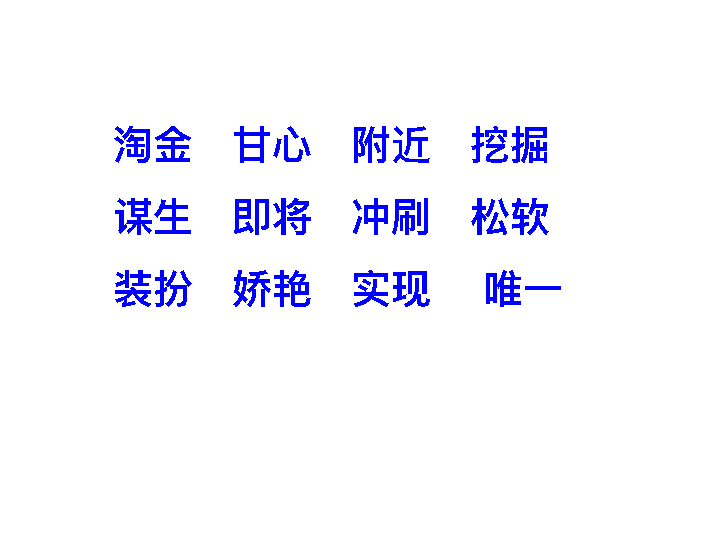 淘金 甘心 附近 挖掘
谋生 即将 冲刷 松软
装扮 娇艳 实现 唯一